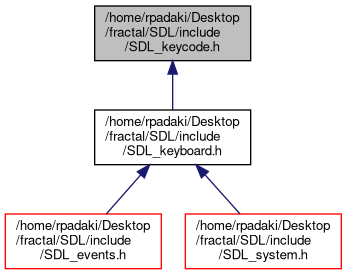 /home/rpadaki/Desktop
/fractal/SDL/include
/SDL_keycode.h
/home/rpadaki/Desktop
/fractal/SDL/include
/SDL_keyboard.h
/home/rpadaki/Desktop
/fractal/SDL/include
/SDL_events.h
/home/rpadaki/Desktop
/fractal/SDL/include
/SDL_system.h